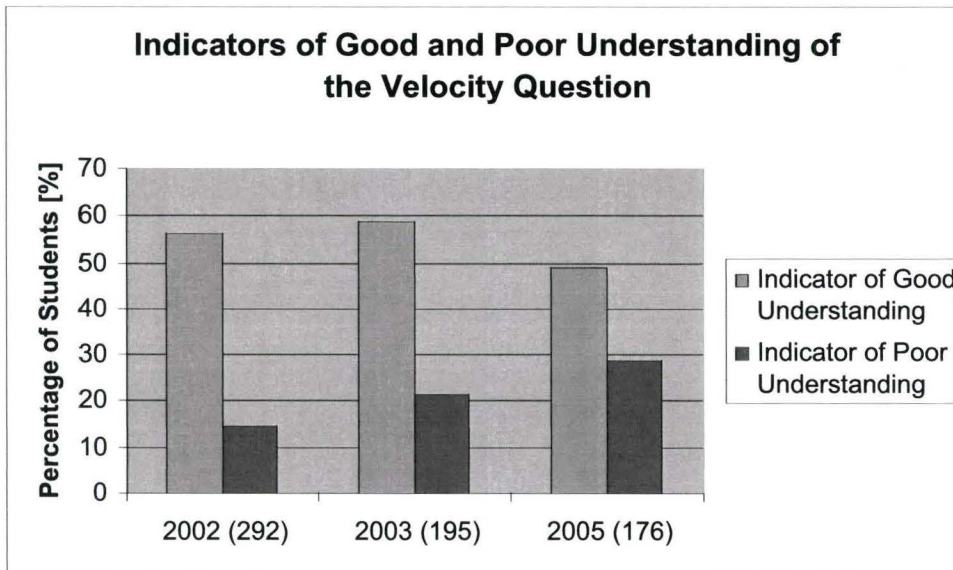 Indicators of Good and Poor Understanding of
the Velocity Question
Percentage of Students [%]
70
60
50
40
30
20
10
0
2002 (292)
2003 (195)
2005 (176)
Indicator of Good
Understanding
Indicator of Poor
Understanding